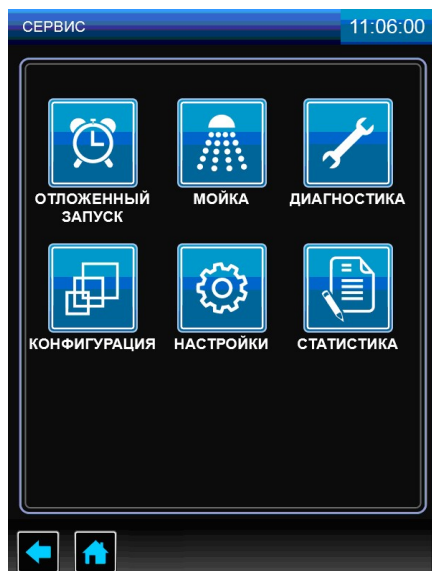 СЕРВИС 11:06:00
ОТЛОЖЕННЫЙ
ЗАПУСК
МОЙКА
ДИАГНОСТИКА
КОНФИГУРАЦИЯ
НАСТРОЙКИ
СТАТИСТИКА